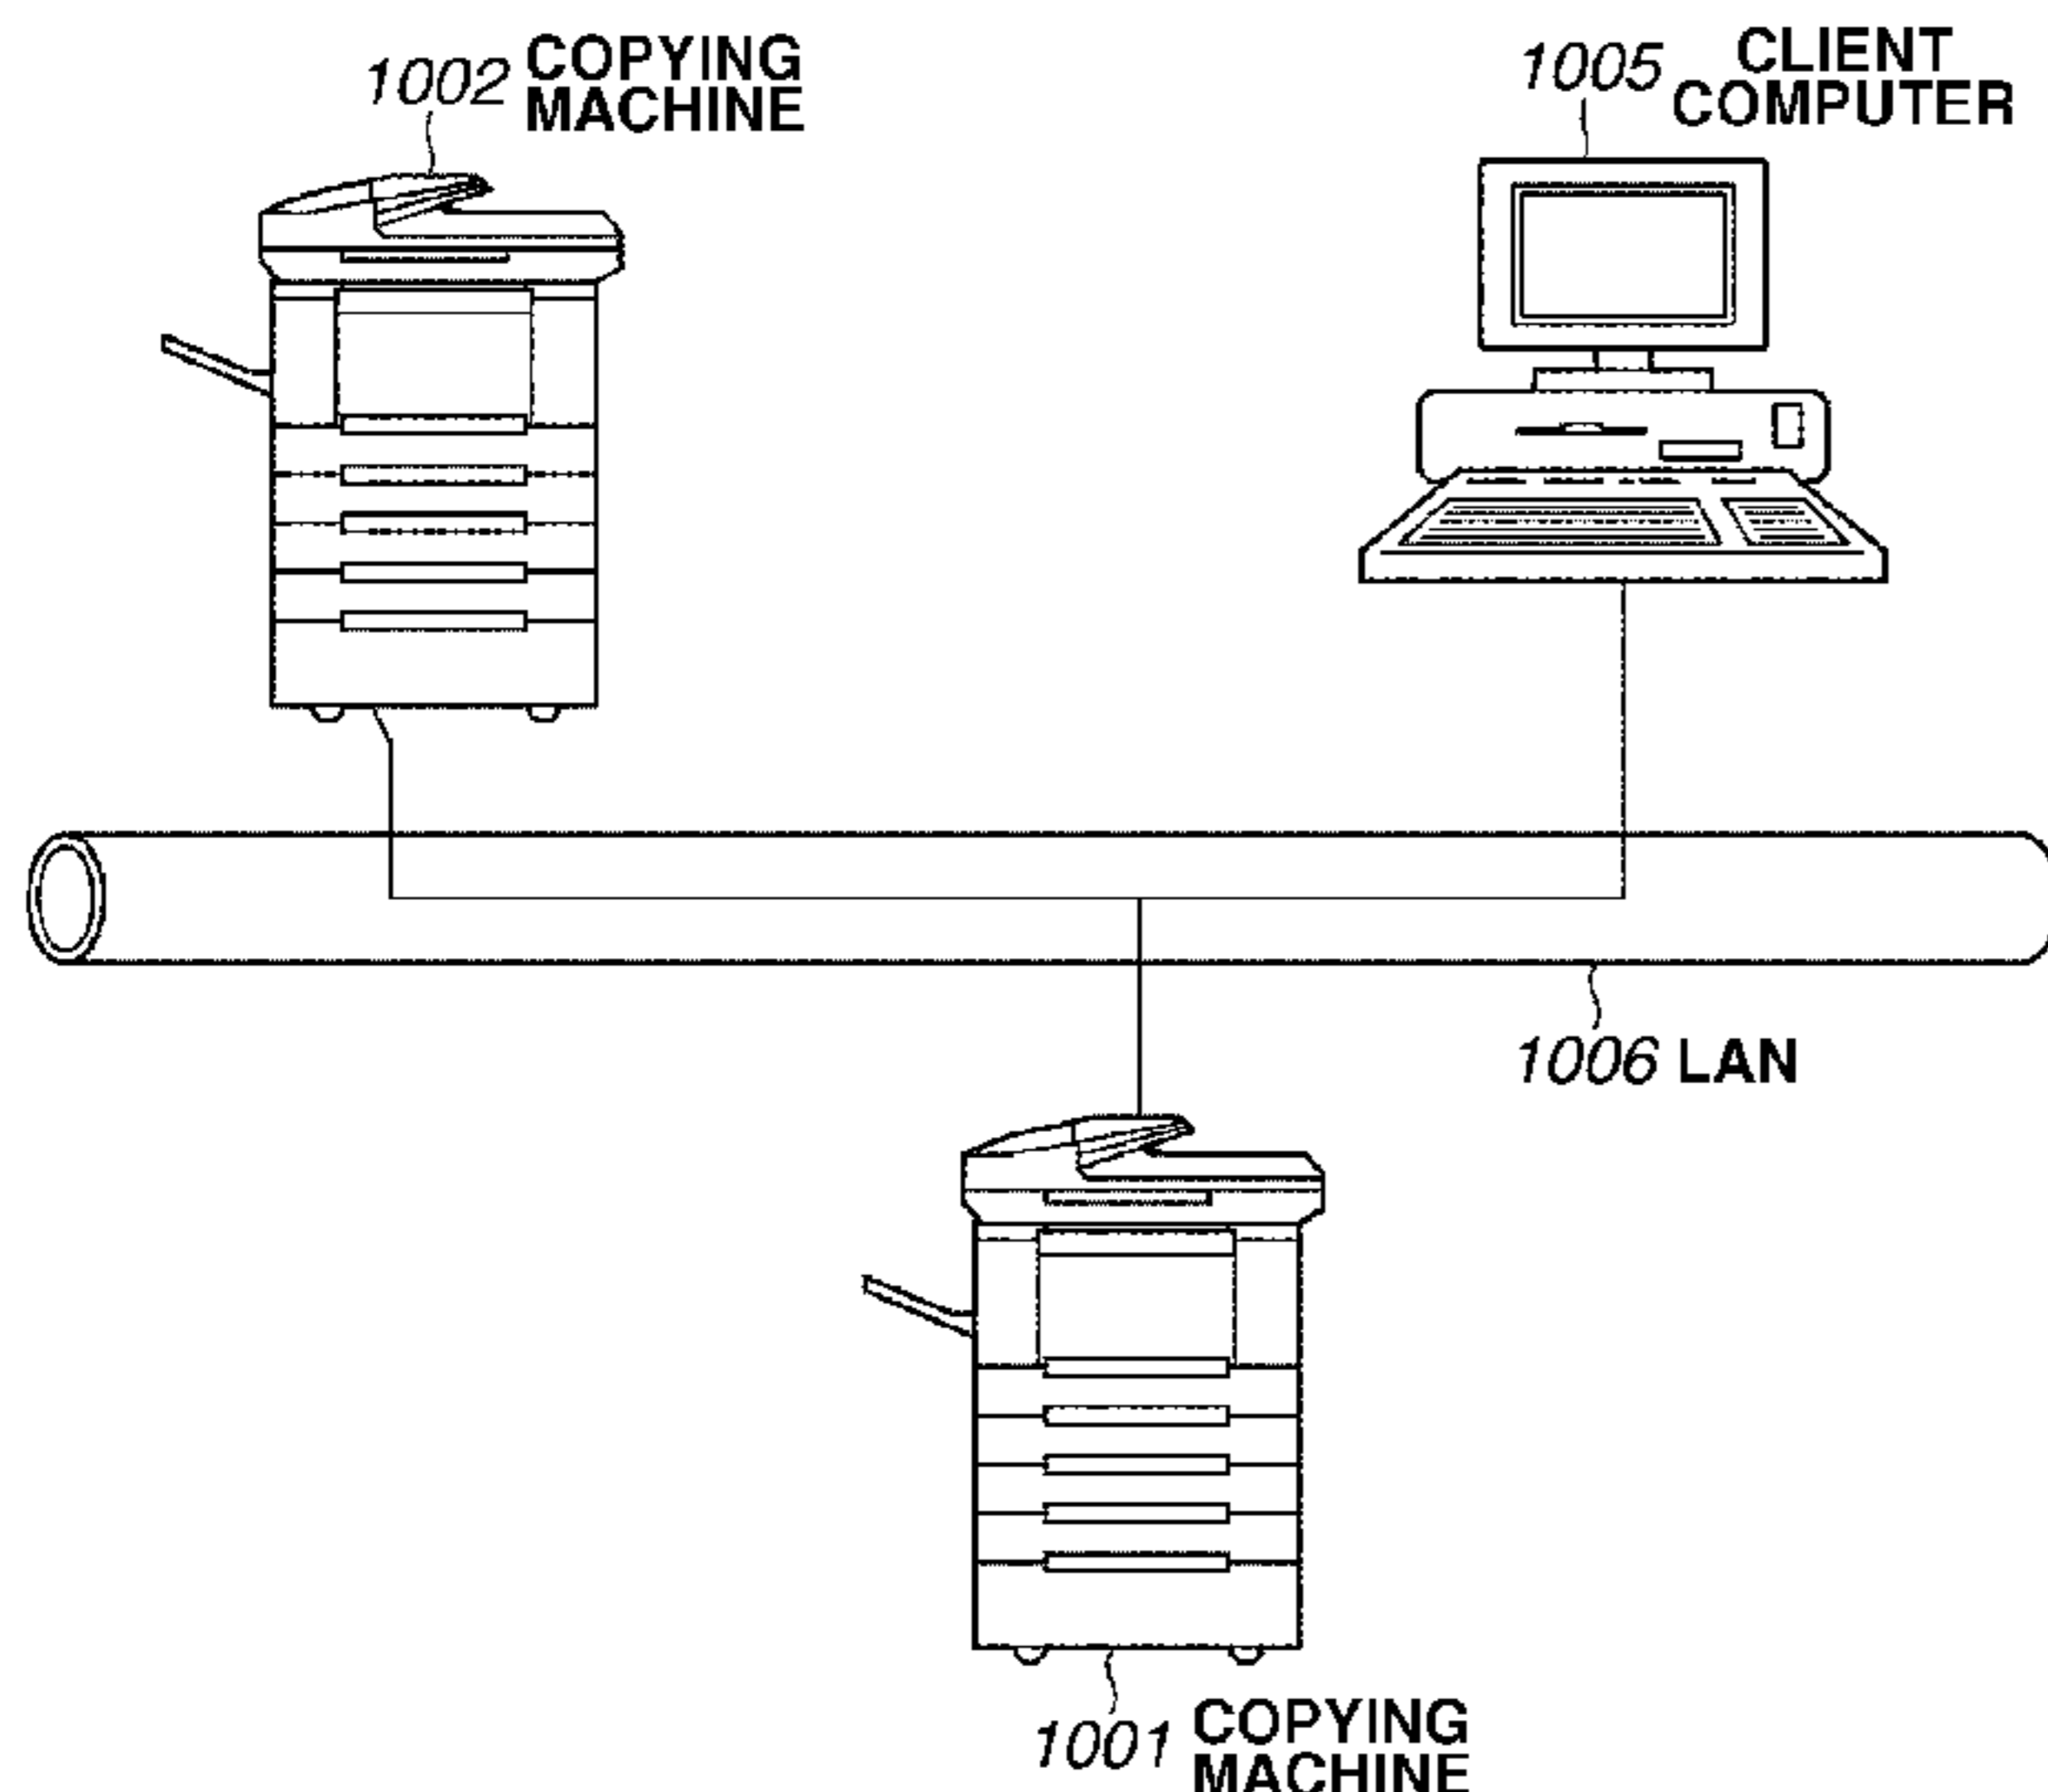 1002 COPYING
MACHINE
1005 CLIENT
COMPUTER
1006 LAN
1001 COPYING
MACHINE